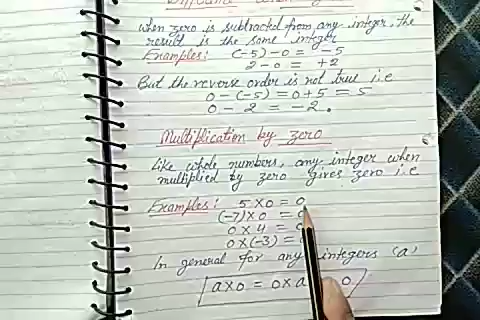 when zero is subtracted from any integer, the
result is the same integer
Examples: (-5)-0 = -5
2-0 = +2
But the reverse order is not true i.e
0-(-5) = 0+5 = 5
0-2 = -2.
Multiplication by zero
Like whole numbers, any integer when
multiplied by zero gives zero i.e
Examples: 5×0 = 0
(-7)×0 = 0
0×4 =
0×(-3) =
In general for any integers (a)
a×0 = 0×a 0